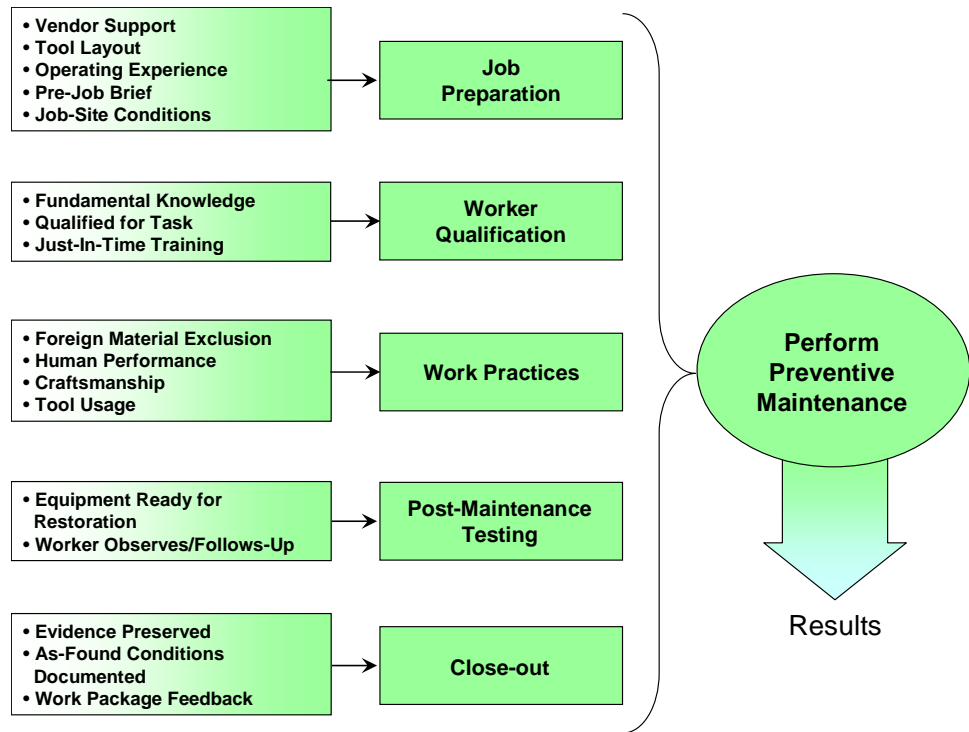 • Vendor Support
• Tool Layout
• Operating Experience
• Pre-Job Brief
• Job-Site Conditions
Job
Preparation
• Fundamental Knowledge
• Qualified for Task
• Just-In-Time Training
Worker
Qualification
• Foreign Material Exclusion
• Human Performance
• Craftsmanship
• Tool Usage
Work Practices
• Equipment Ready for
Restoration
• Worker Observes/Follows-Up
Post-Maintenance
Testing
• Evidence Preserved
• As-Found Conditions
Documented
• Work Package Feedback
Close-out
Perform
Preventive
Maintenance
Results